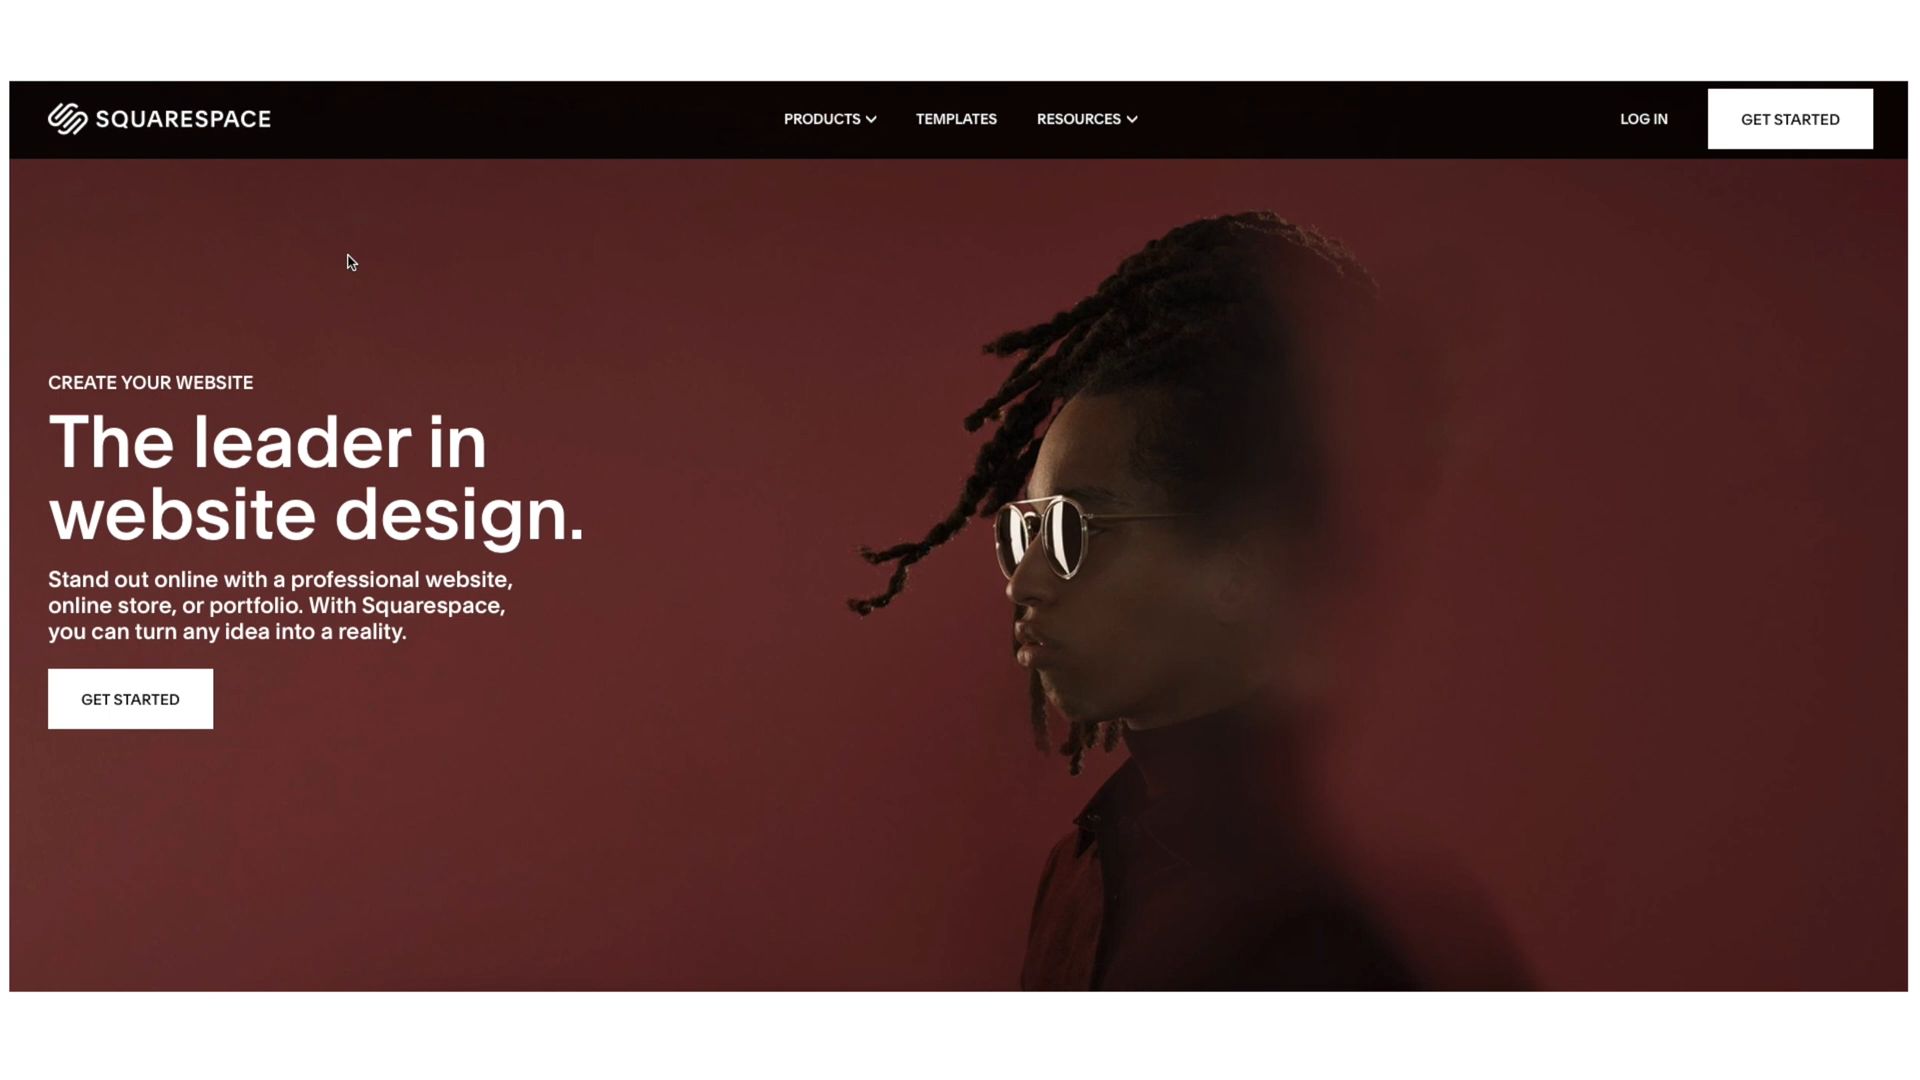 SQUARESPACE
PRODUCTS
TEMPLATES
RESOURCES
LOG IN
GET STARTED
CREATE YOUR WEBSITE
The leader in
website design.
Stand out online with a professional website,
online store, or portfolio. With Squarespace,
you can turn any idea into a reality.
GET STARTED